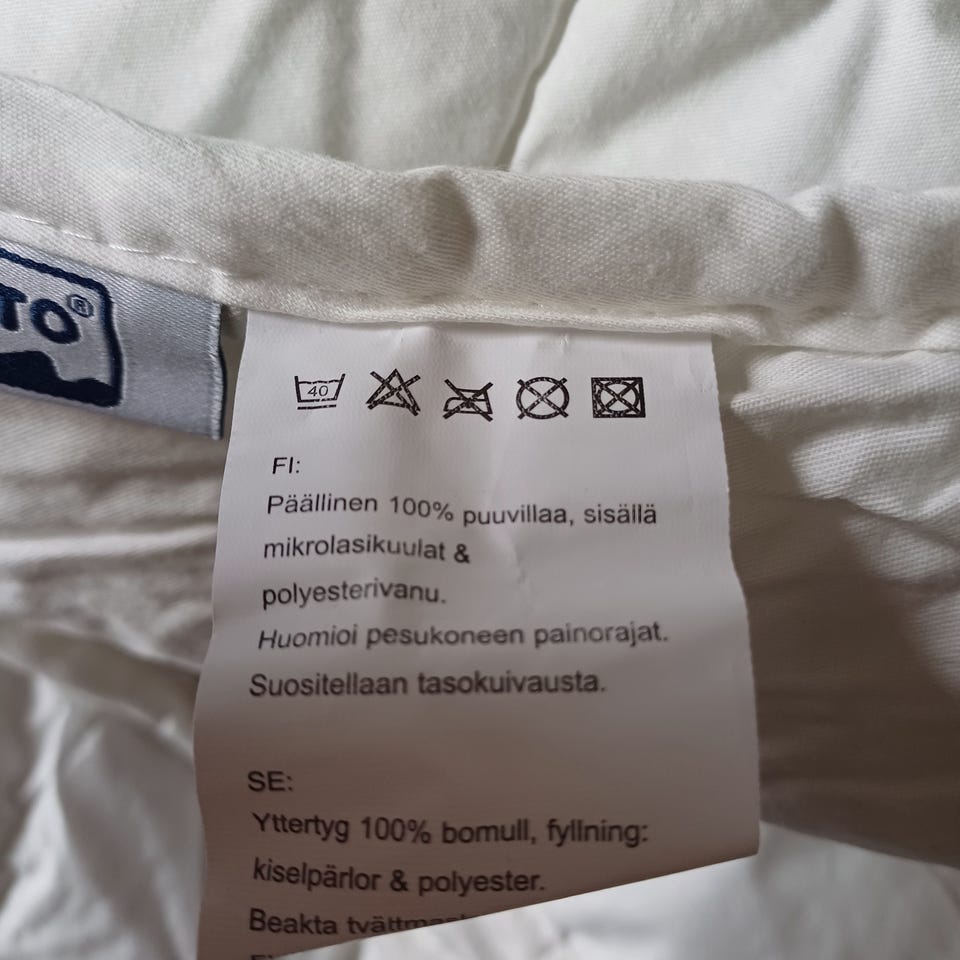 TO®
40
FI:
Päällinen 100% puuvillaa, sisällä
mikrolasikuulat &
polyesterivanu.
Huomioi pesukoneen painorajat.
Suositellaan tasokuivausta.
SE:
Yttertyg 100% bomull, fyllning:
kiselpärlor & polyester.
Beakta